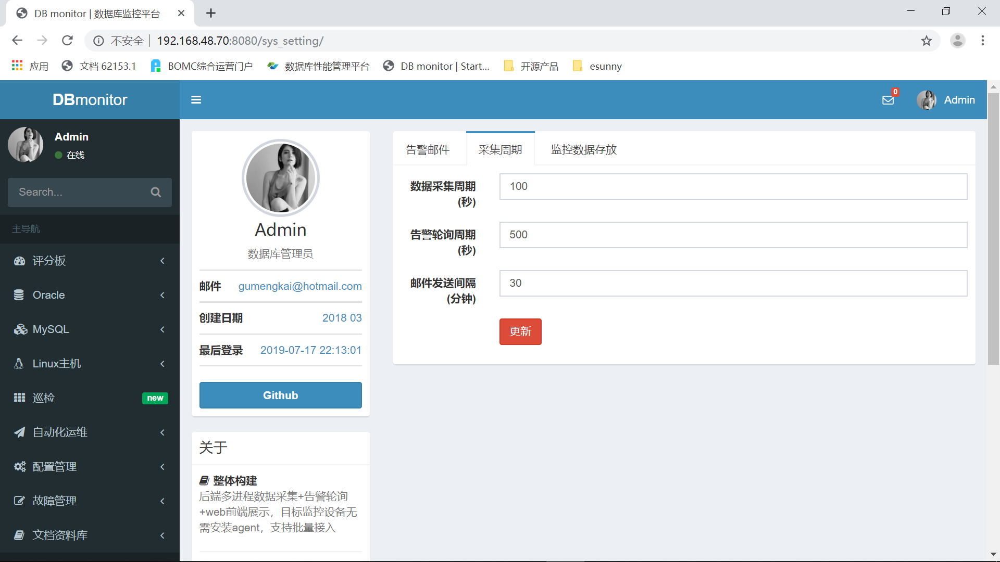 DB monitor | 数据库监控平台
不安全 | 192.168.48.70:8080/sys_setting/
应用
文档 62153.1
BOMC综合运营门户
数据库性能管理平台
DB monitor | Start...
开源产品
esunny
DBmonitor
0
Admin
Admin
在线
Search...
主导航
评分板
Oracle
MySQL
Linux主机
巡检
new
自动化运维
配置管理
故障管理
文档资料库
Admin
数据库管理员
邮件 gumengkai@hotmail.com
创建日期 2018 03
最后登录 2019-07-17 22:13:01
Github
关于
整体构建
后端多进程数据采集+告警轮询
+web前端展示，目标监控设备无
需安装agent，支持批量接入
告警邮件
采集周期
监控数据存放
数据采集周期
(秒)
100
告警轮询周期
(秒)
500
邮件发送间隔
(分钟)
30
更新